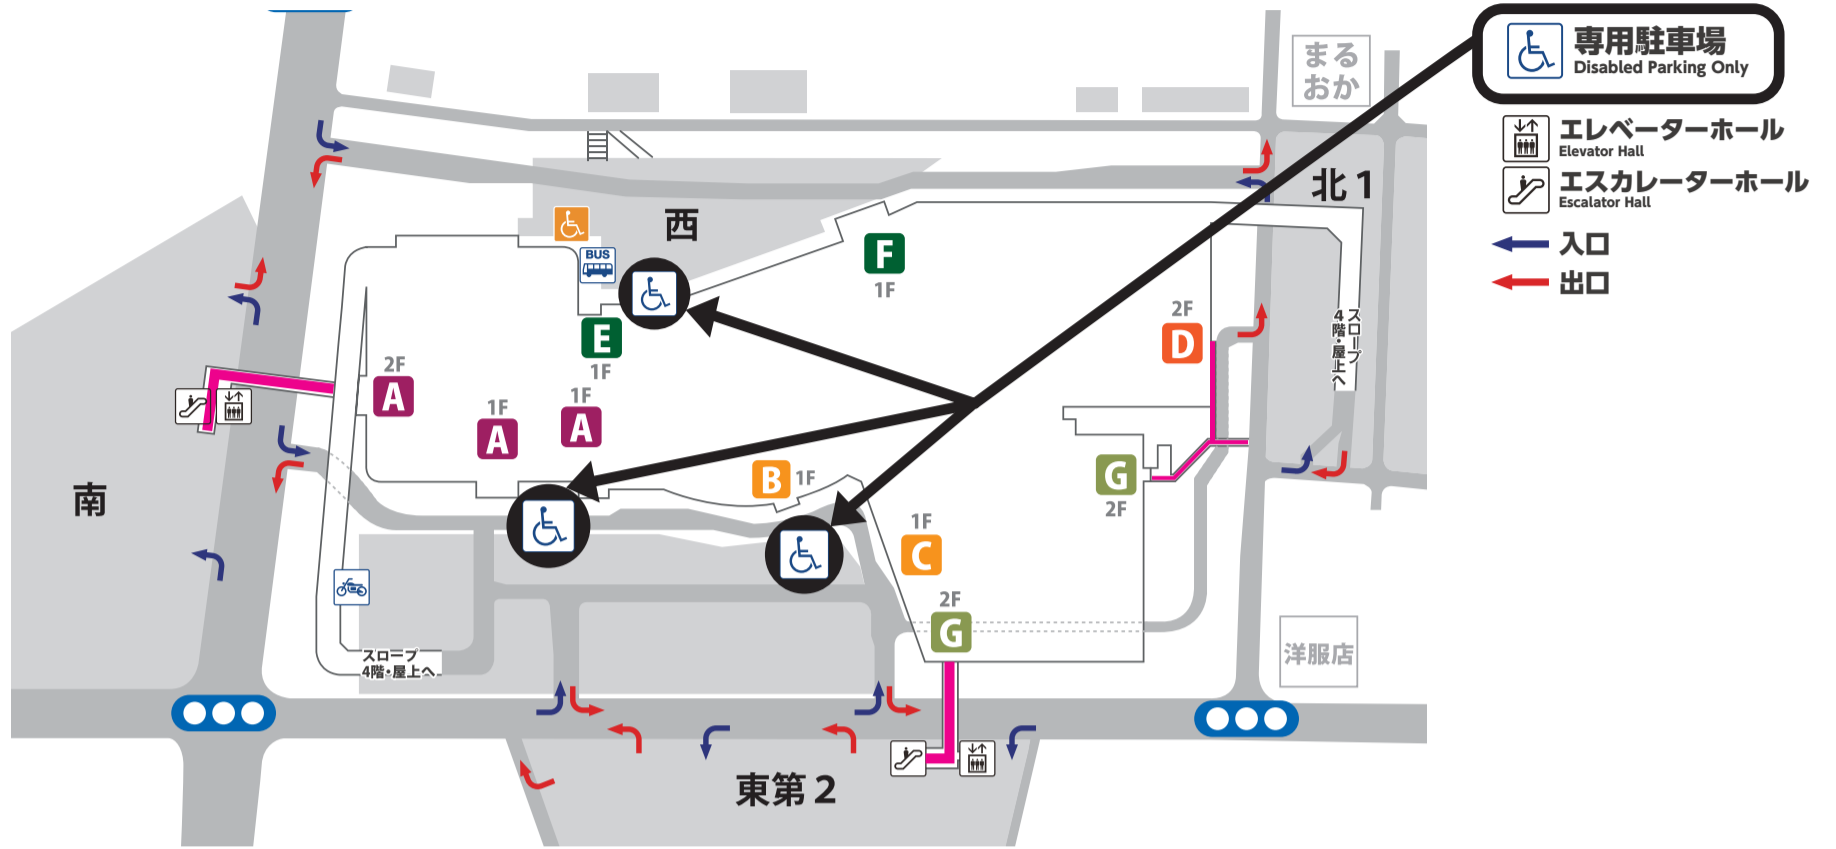 専用駐車場
Disabled Parking Only
エレベーターホール
Elevator Hall
エスカレーターホール
Escalator Hall
入口
出口
まる
おか
北1
西
BUS
F
1F
E
1F
2F
D
スロープ
4階・屋上へ
2F
A
1F
A
1F
A
B 1F
G
2F
南
1F
C
2F
G
スロープ
4階・屋上へ
洋服店
東第2